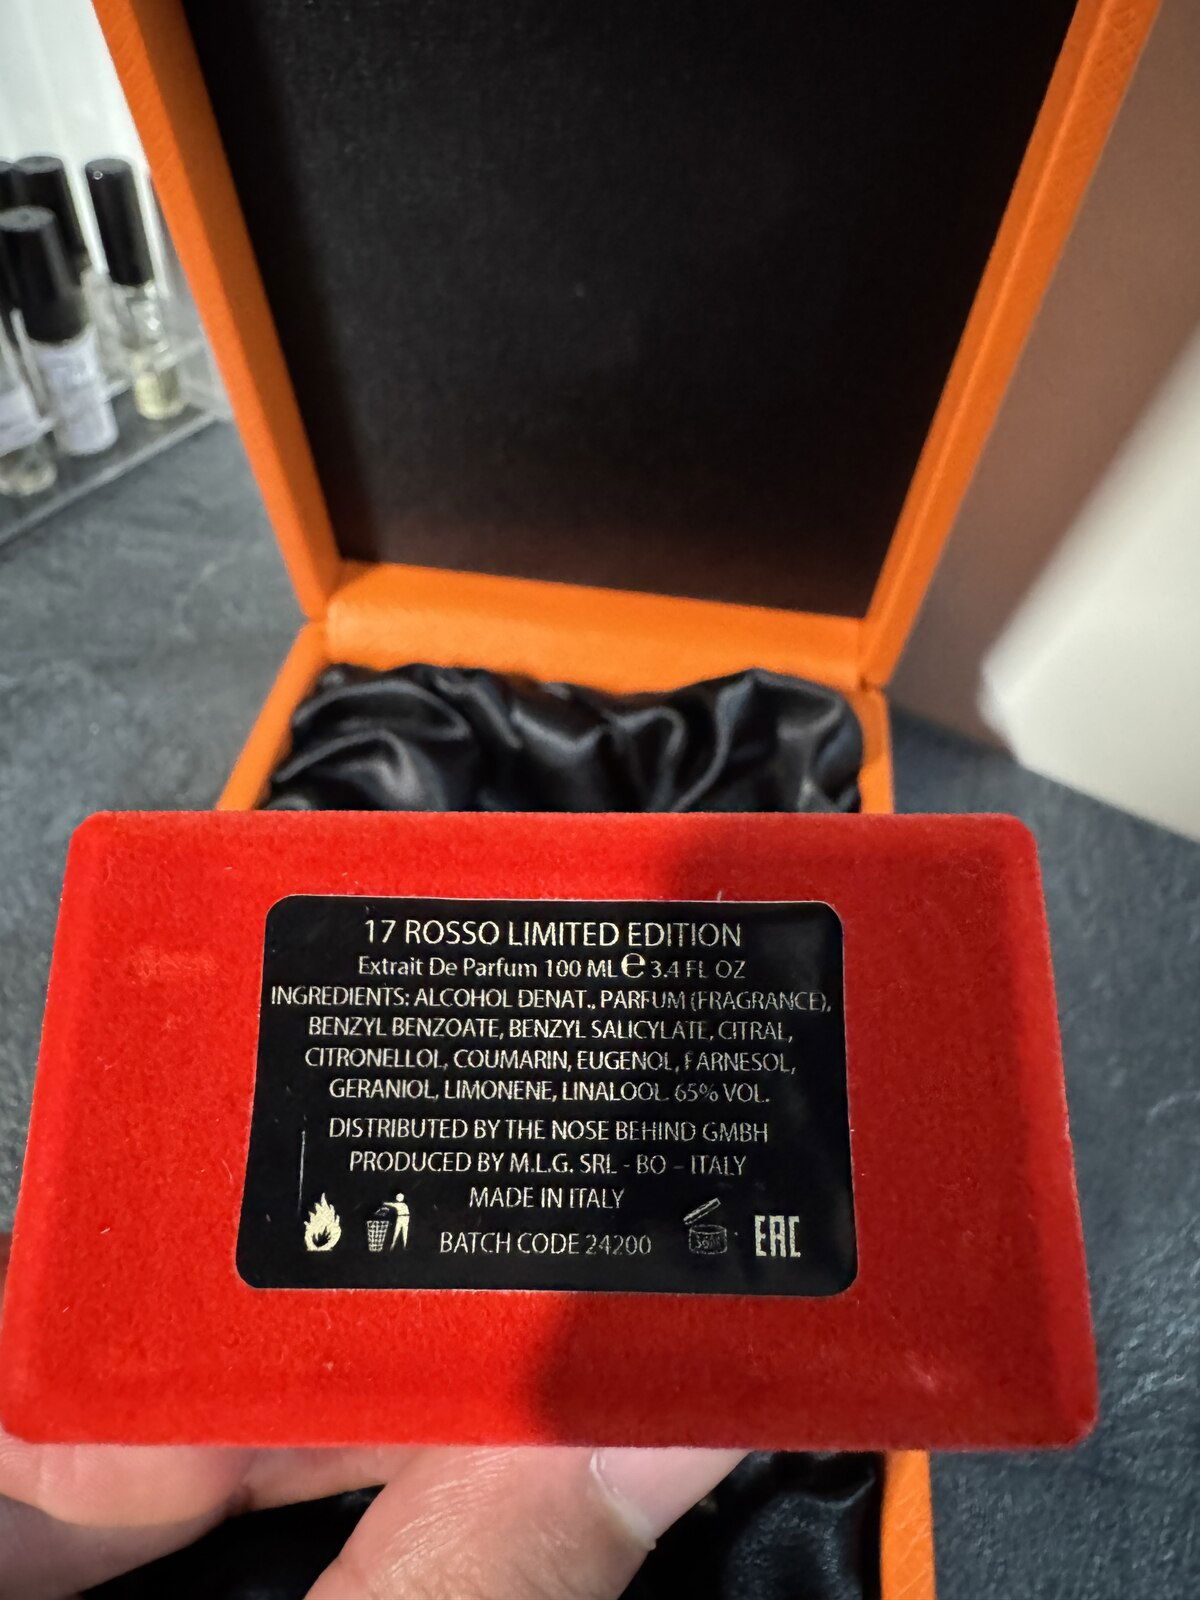 17 ROSSO LIMITED EDITION
Extrait De Parfum 100 ML ℮ 3.4 FL OZ
INGREDIENTS: ALCOHOL DENAT., PARFUM (FRAGRANCE),
BENZYL BENZOATE, BENZYL SALICYLATE, CITRAL,
CITRONELLOL, COUMARIN, EUGENOL, FARNESOL,
GERANIOL, LIMONENE, LINALOOL. 65% VOL.
DISTRIBUTED BY THE NOSE BEHIND GMBH
PRODUCED BY M.L.G. SRL - BO - ITALY
MADE IN ITALY
BATCH CODE 24200
36M
EAC